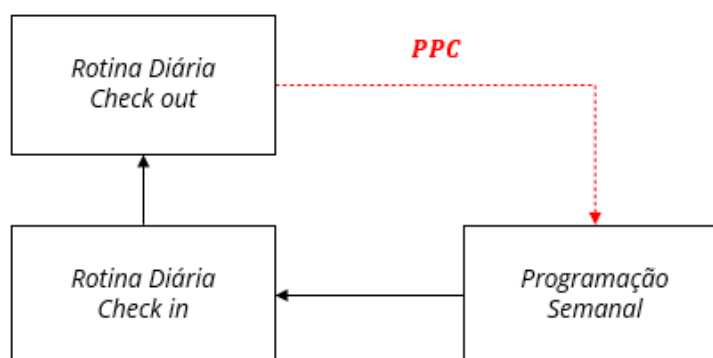 PPC
Rotina Diária
Check out
Rotina Diária
Check in
Programação
Semanal